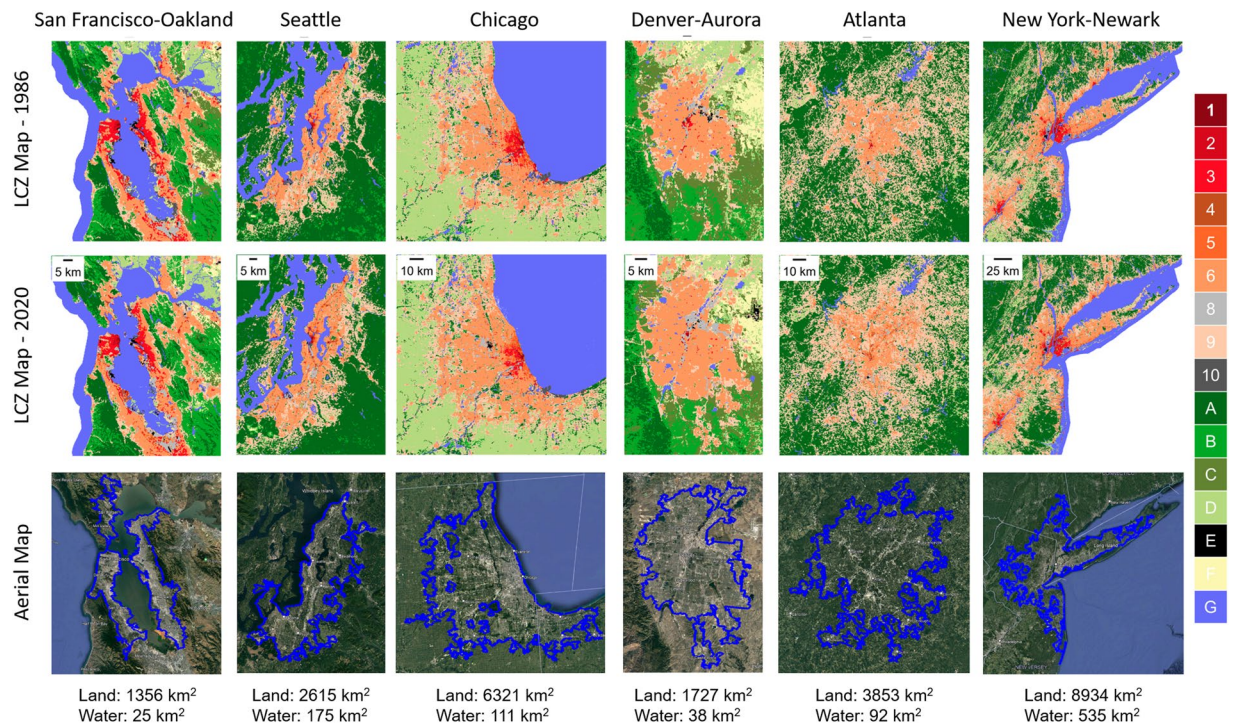 San Francisco-Oakland
Seattle
Chicago
Denver-Aurora
Atlanta
New York-Newark
LCZ Map - 1986
LCZ Map - 2020
5 km
5 km
10 km
5 km
10 km
25 km
Aerial Map
Long Island
NEW JERSEY
1
2
3
4
5
6
8
9
10
A
B
C
D
E
F
G
Land: 1356 km²
Water: 25 km²
Land: 2615 km²
Water: 175 km²
Land: 6321 km²
Water: 111 km²
Land: 1727 km²
Water: 38 km²
Land: 3853 km²
Water: 92 km²
Land: 8934 km²
Water: 535 km²